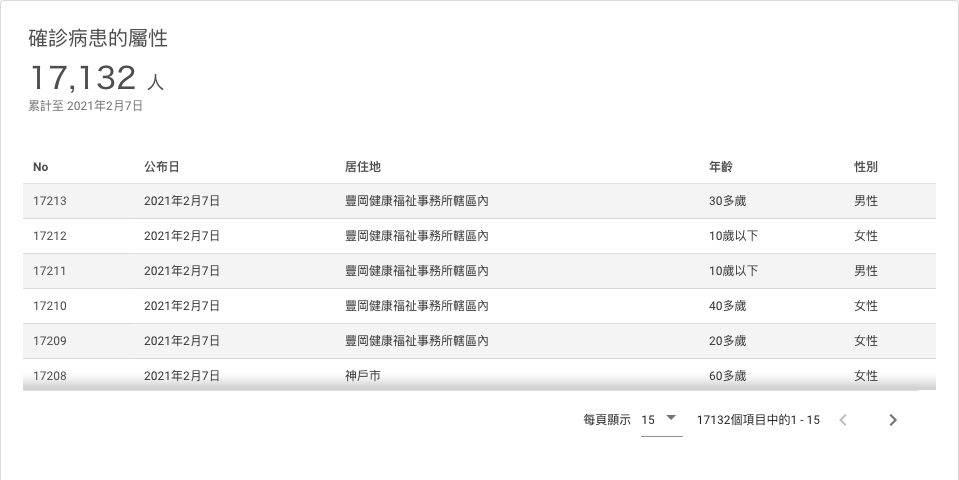 確診病患的屬性
17,132 人
累計至 2021年2月7日
No 公布日 居住地 年齡 性別
17213 2021年2月7日 豐岡健康福祉事務所轄區內 30多歲 男性
17212 2021年2月7日 豐岡健康福祉事務所轄區內 10歲以下 女性
17211 2021年2月7日 豐岡健康福祉事務所轄區內 10歲以下 男性
17210 2021年2月7日 豐岡健康福祉事務所轄區內 40多歲 女性
17209 2021年2月7日 豐岡健康福祉事務所轄區內 20多歲 女性
17208 2021年2月7日 神戶市 60多歲 女性
每頁顯示 15 17132個項目中的1 - 15